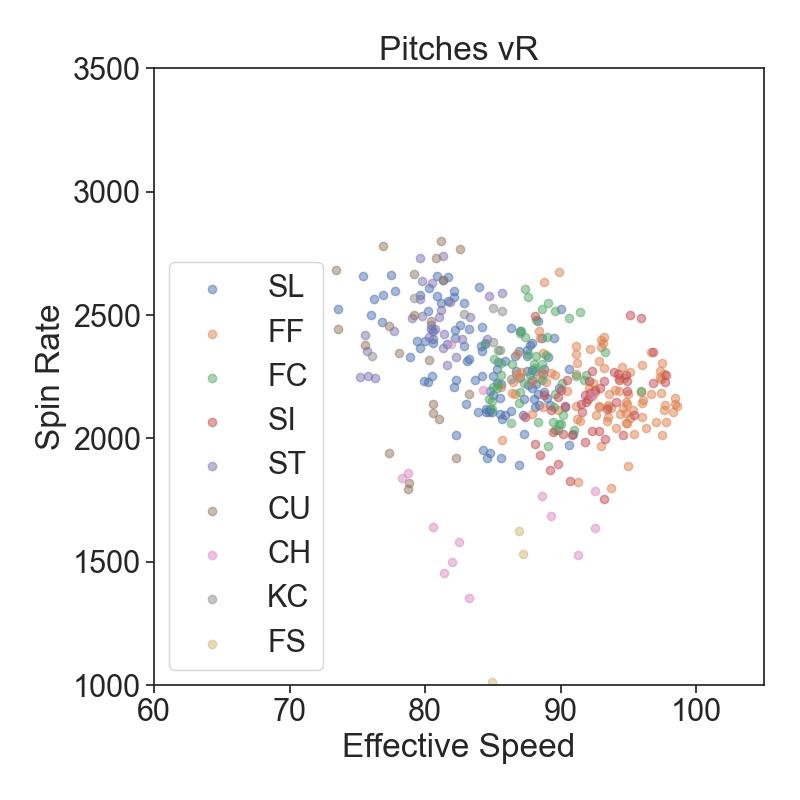 Pitches vR
3500
3000
2500
2000
1500
1000
Spin Rate
SL
FF
FC
SI
ST
CU
CH
KC
FS
60 70 80 90 100
Effective Speed